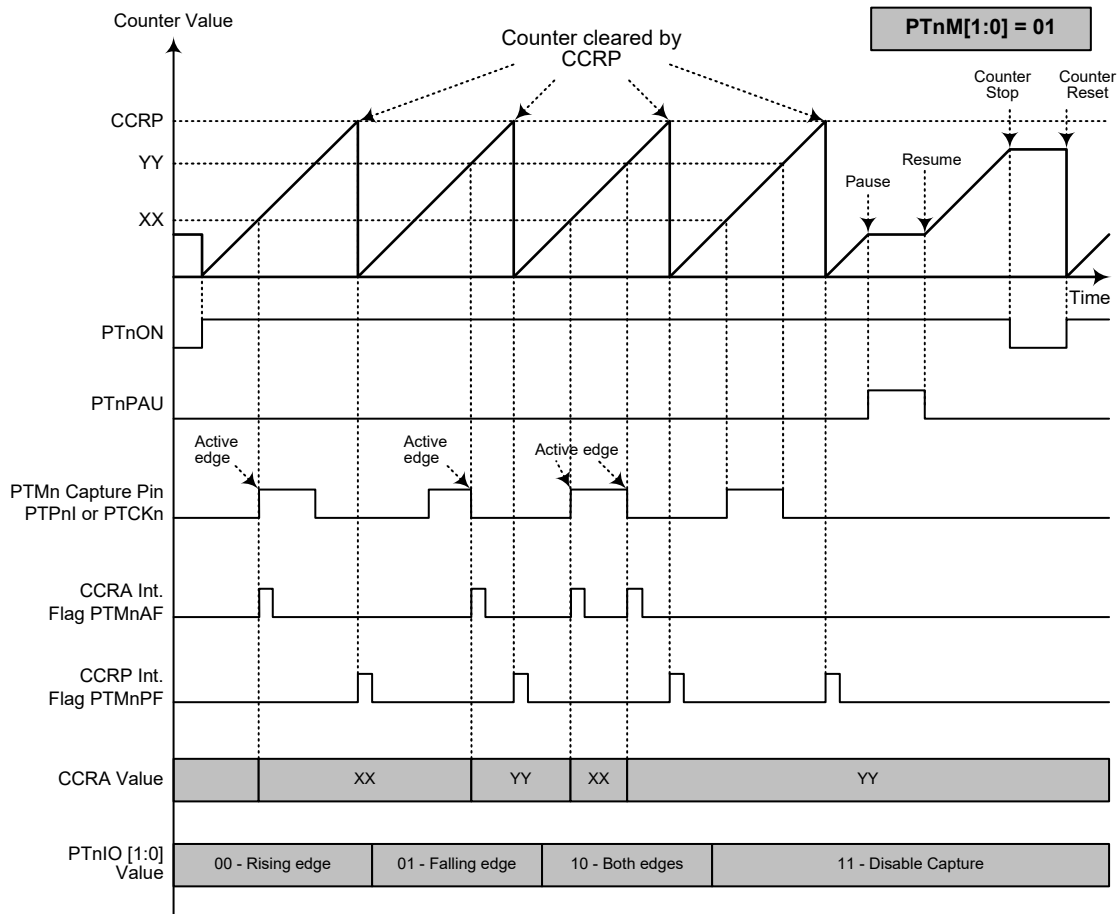 Counter Value
PTnM[1:0] = 01
Counter cleared by
CCRP
Counter
Stop
Counter
Reset
CCRP
YY
XX
Pause
Resume
Time
PTnON
PTnPAU
Active
edge
Active
edge
Active edge
PTMn Capture Pin
PTPnI or PTCKn
CCRA Int.
Flag PTMnAF
CCRP Int.
Flag PTMnPF
CCRA Value
XX
YY
XX
YY
PTnIO [1:0]
Value
00 - Rising edge
01 - Falling edge
10 - Both edges
11 - Disable Capture